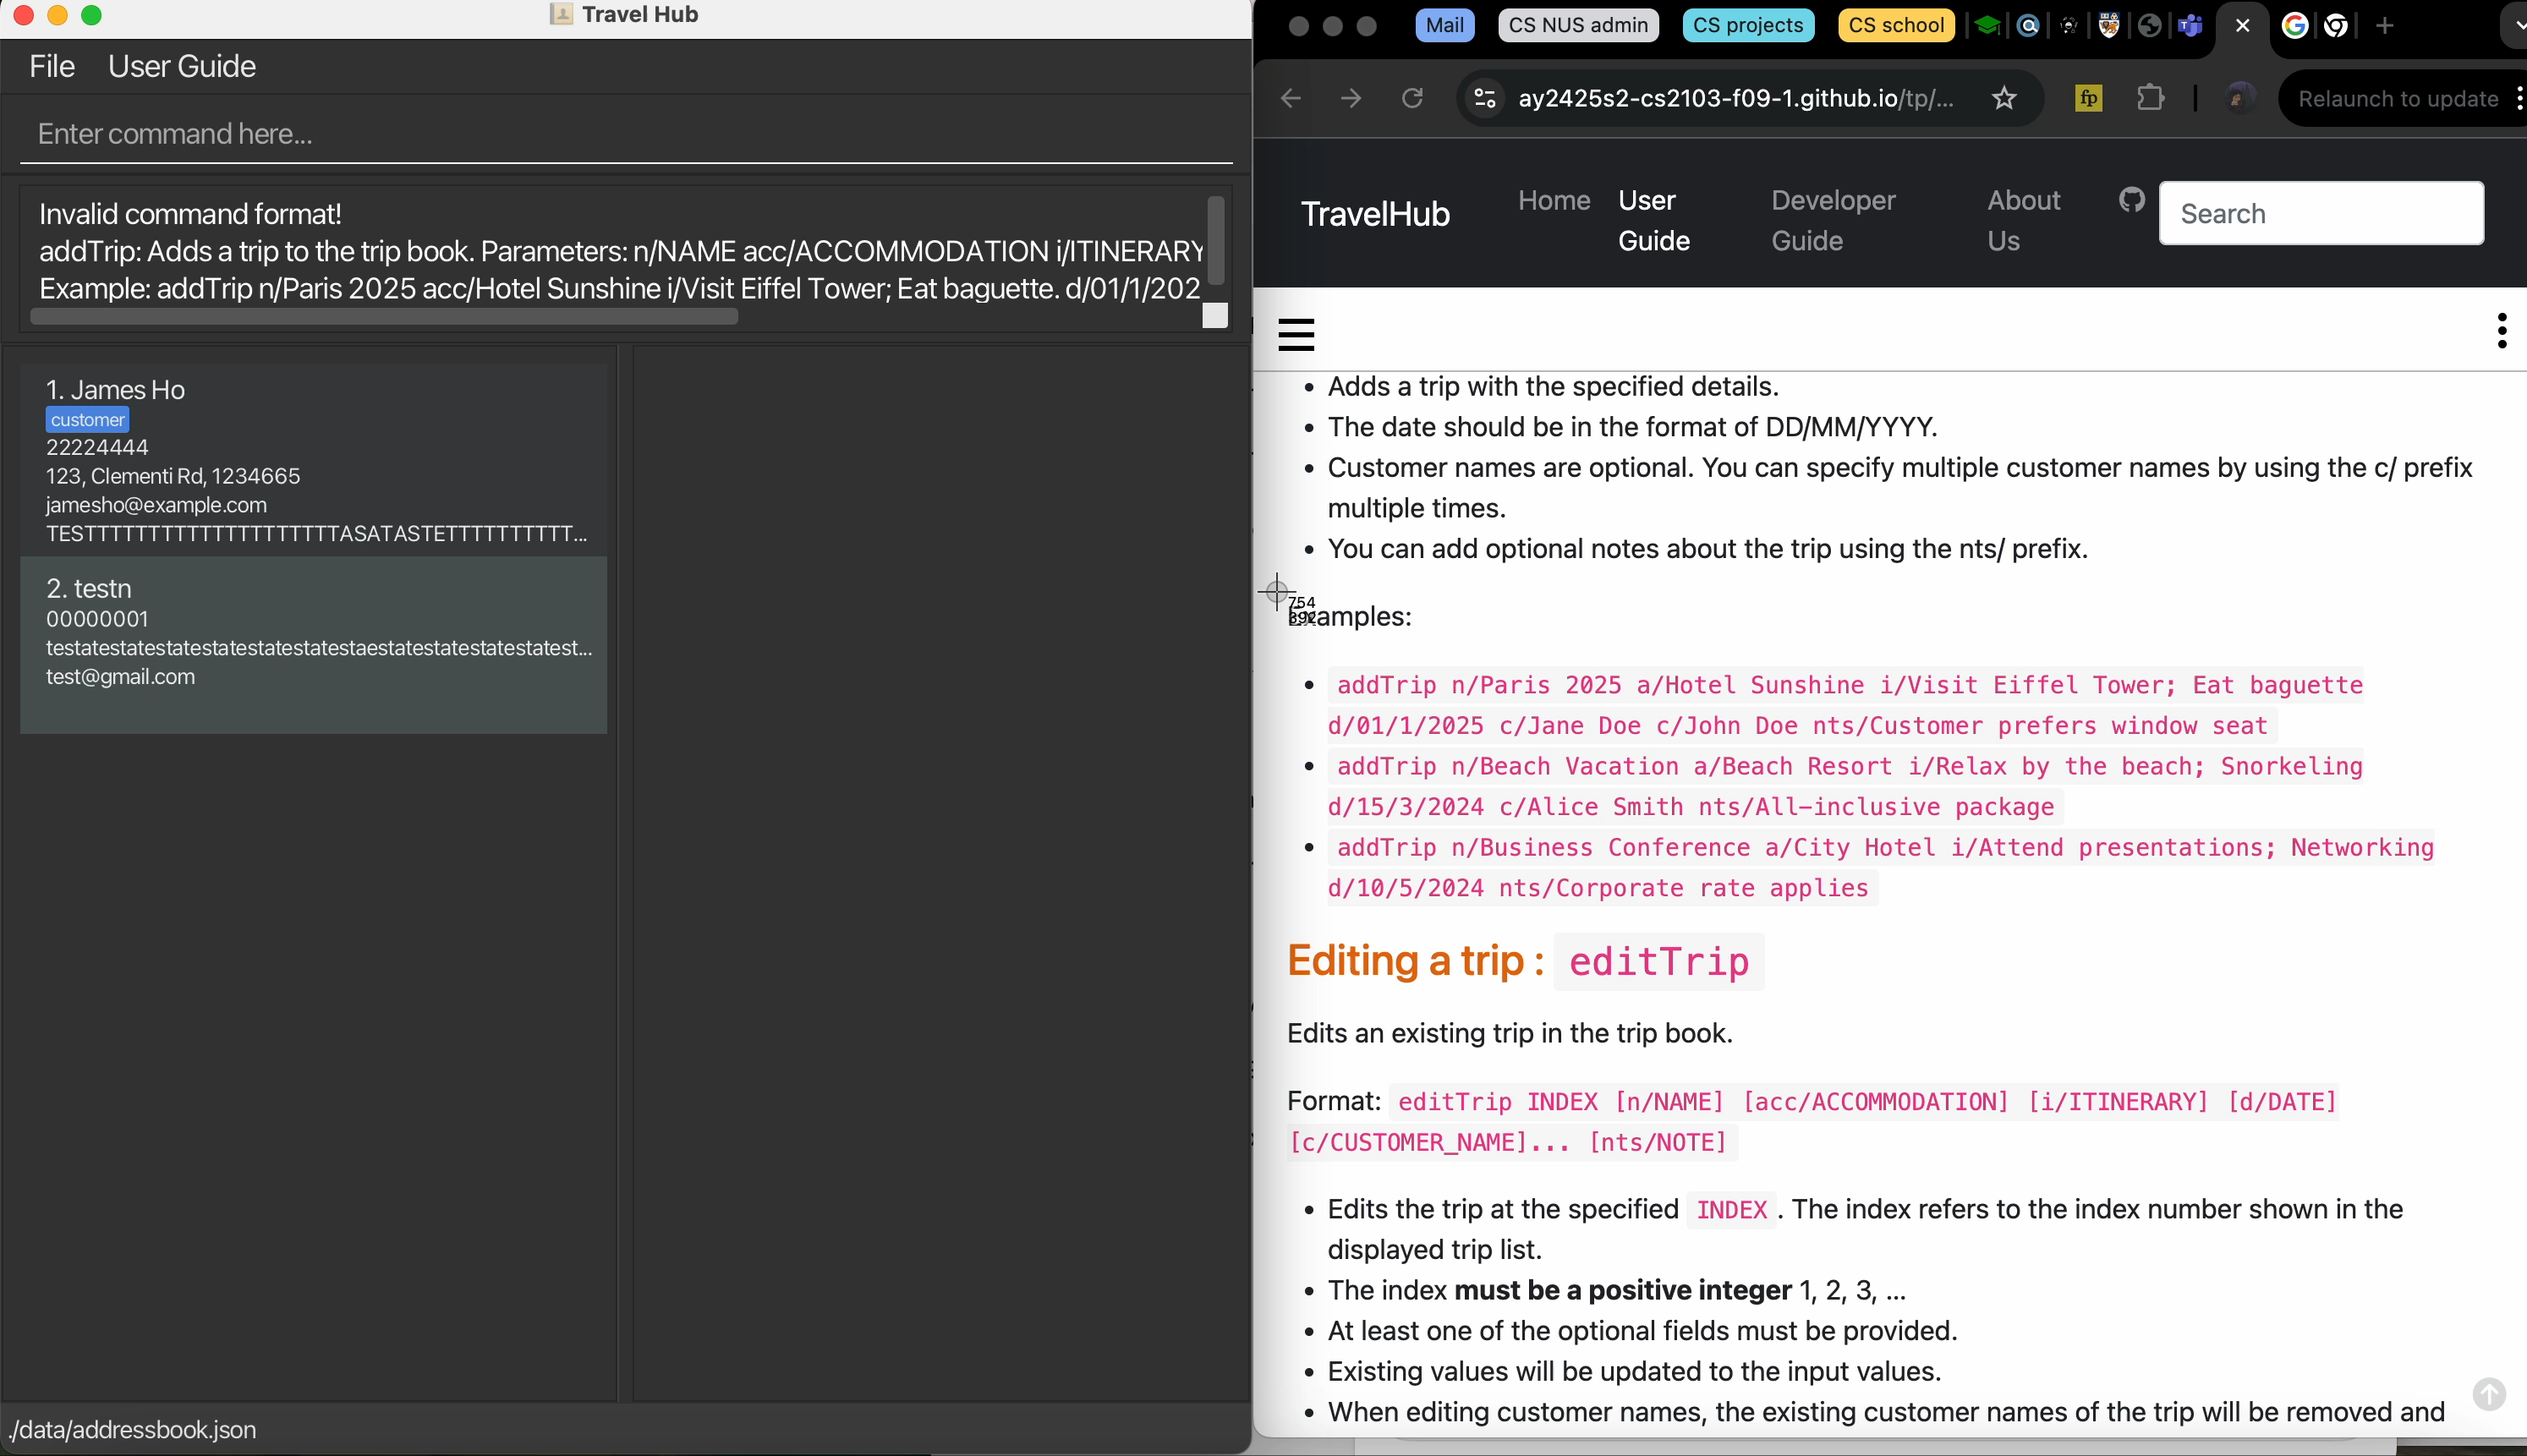 Travel Hub
File User Guide
Enter command here...
Invalid command format!
addTrip: Adds a trip to the trip book. Parameters: n/NAME acc/ACCOMMODATION i/ITINERARY
Example: addTrip n/Paris 2025 acc/Hotel Sunshine i/Visit Eiffel Tower; Eat baguette. d/01/1/202
1. James Ho
customer
22224444
123, Clementi Rd, 1234665
jamesho@example.com
TESTTTTTTTTTTTTTTTTTTTTTASATASTETTTTTTTTTT...
2. testn
00000001
testatestatestatestatestatestatestaestatestatestatestatest...
test@gmail.com
./data/addressbook.json
Mail CS NUS admin CS projects CS school
ay2425s2-cs2103-f09-1.github.io/tp/... fp Relaunch to update
TravelHub Home User Guide Developer Guide About Us Search
Adds a trip with the specified details.
The date should be in the format of DD/MM/YYYY.
Customer names are optional. You can specify multiple customer names by using the c/ prefix
multiple times.
You can add optional notes about the trip using the nts/ prefix.
754
Examples:
addTrip n/Paris 2025 a/Hotel Sunshine i/Visit Eiffel Tower; Eat baguette
d/01/1/2025 c/Jane Doe c/John Doe nts/Customer prefers window seat
addTrip n/Beach Vacation a/Beach Resort i/Relax by the beach; Snorkeling
d/15/3/2024 c/Alice Smith nts/All-inclusive package
addTrip n/Business Conference a/City Hotel i/Attend presentations; Networking
d/10/5/2024 nts/Corporate rate applies
Editing a trip : editTrip
Edits an existing trip in the trip book.
Format: editTrip INDEX [n/NAME] [acc/ACCOMMODATION] [i/ITINERARY] [d/DATE]
[c/CUSTOMER_NAME]... [nts/NOTE]
Edits the trip at the specified INDEX . The index refers to the index number shown in the
displayed trip list.
The index must be a positive integer 1, 2, 3, ...
At least one of the optional fields must be provided.
Existing values will be updated to the input values.
When editing customer names, the existing customer names of the trip will be removed and